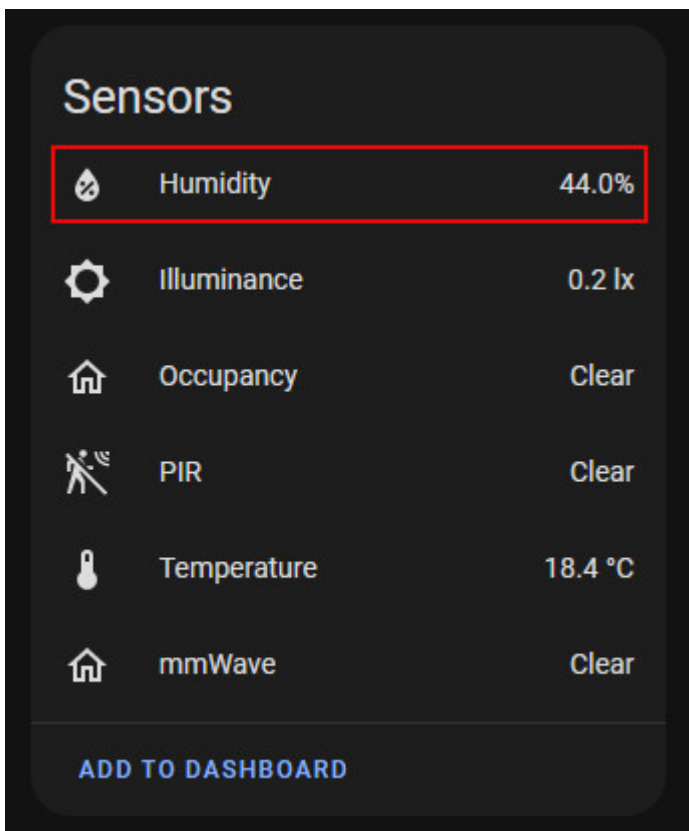 Sensors
Humidity 44.0%
Illuminance 0.2 lx
Occupancy Clear
PIR Clear
Temperature 18.4 °C
mmWave Clear
ADD TO DASHBOARD